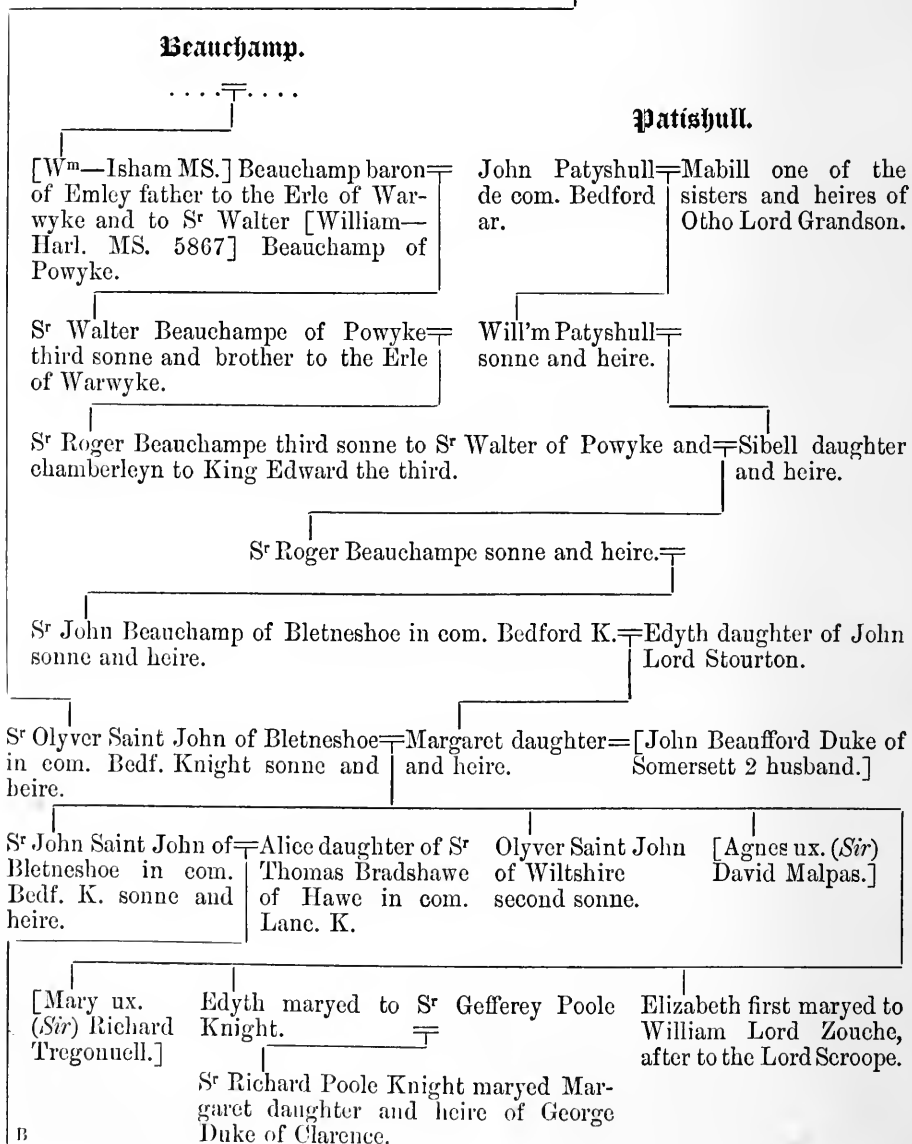 Beauchamp.
. . . . . . . .
Patishull.
[Wᵐ—Isham MS.] Beauchamp baron
of Emley father to the Erle of War-
wyke and to Sʳ Walter [William—
Harl. MS. 5867] Beauchamp of
Powyke.
John Patyshull
de com. Bedford
ar.
Mabill one of the
sisters and heires of
Otho Lord Grandson.
Sʳ Walter Beauchampe of Powyke
third sonne and brother to the Erle
of Warwyke.
Will'm Patyshull
sonne and heire.
Sʳ Roger Beauchampe third sonne to Sʳ Walter of Powyke and
chamberleyn to King Edward the third.
Sibell daughter
and heire.
Sʳ Roger Beauchampe sonne and heire.
Sʳ John Beauchamp of Bletneshoe in com. Bedford K.
sonne and heire.
Edyth daughter of John
Lord Stourton.
Sʳ Olyver Saint John of Bletneshoe
in com. Bedf. Knight sonne and
heire.
Margaret daughter
and heire.
[John Beaufford Duke of
Somersett 2 husband.]
Sʳ John Saint John of
Bletneshoe in com.
Bedf. K. sonne and
heire.
Alice daughter of Sʳ
Thomas Bradshawe
of Hawe in com.
Lanc. K.
Olyver Saint John
of Wiltshire
second sonne.
[Agnes ux. (Sir)
David Malpas.]
[Mary ux.
(Sir) Richard
Tregonnell.]
Edyth maryed to Sʳ Gefferey Poole
Knight.
Elizabeth first maryed to
William Lord Zouche,
after to the Lord Scroope.
Sʳ Richard Poole Knight maryed Mar-
garet daughter and heire of George
Duke of Clarence.
B